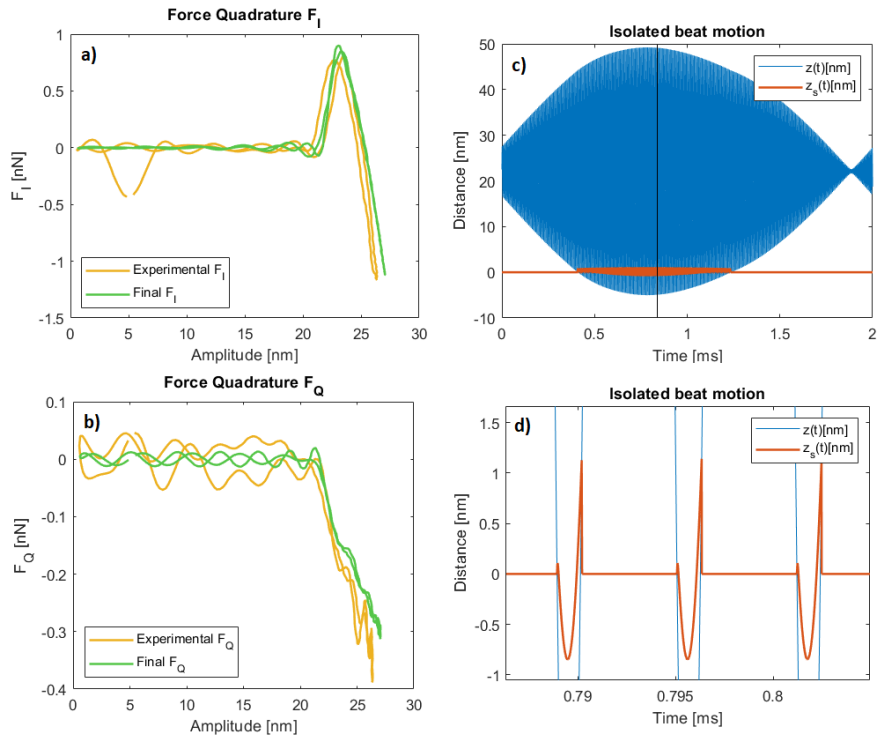 Force Quadrature F_I
a)
1
0.5
0
-0.5
-1
-1.5
F_I [nN]
Experimental F_I
Final F_I
0 5 10 15 20 25 30
Amplitude [nm]
Isolated beat motion
c)
50
40
30
20
10
0
-10
Distance [nm]
z(t)[nm]
z_s(t)[nm]
0 0.5 1 1.5 2
Time [ms]
Force Quadrature F_Q
b)
0.1
0
-0.1
-0.2
-0.3
-0.4
F_Q [nN]
Experimental F_Q
Final F_Q
0 5 10 15 20 25 30
Amplitude [nm]
Isolated beat motion
d)
1.5
1
0.5
0
-0.5
-1
Distance [nm]
z(t)[nm]
z_s(t)[nm]
0.79 0.795 0.8
Time [ms]